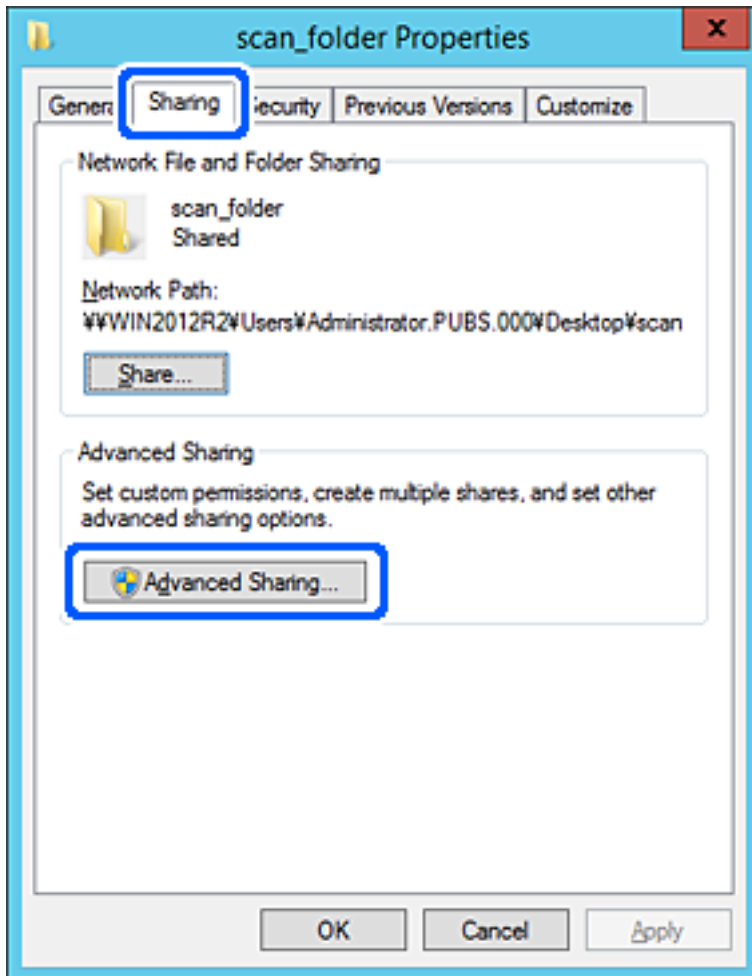 scan_folder Properties
x
Sharing
Previous Versions
Customize
Network File and Folder Sharing
scan_folder
Shared
Network Path:
¥¥WIN2012R2¥Users¥Administrator.PUBS.000¥Desktop¥scan
Share...
Advanced Sharing
Set custom permissions, create multiple shares, and set other
advanced sharing options.
Advanced Sharing...
OK
Cancel
Apply